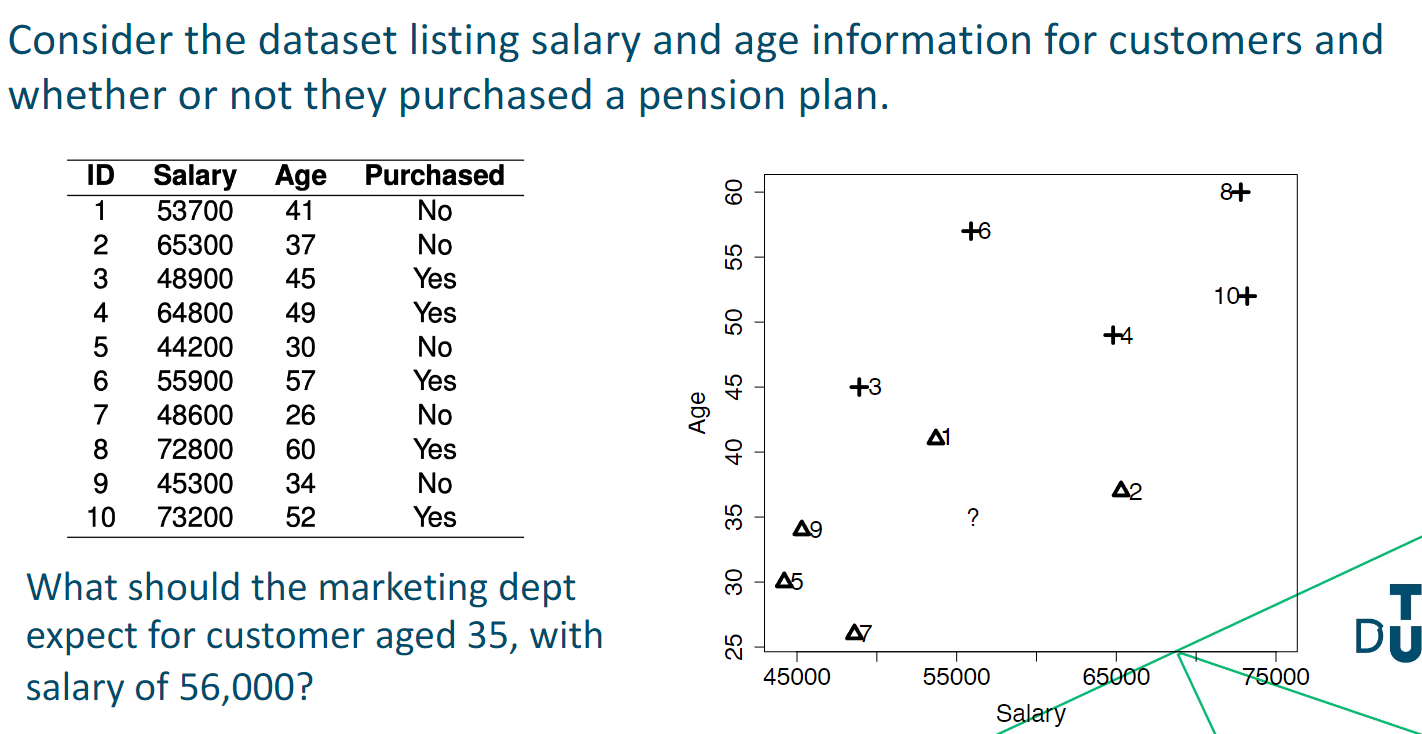 Consider the dataset listing salary and age information for customers and
whether or not they purchased a pension plan.
ID Salary Age Purchased
1 53700 41 No
2 65300 37 No
3 48900 45 Yes
4 64800 49 Yes
5 44200 30 No
6 55900 57 Yes
7 48600 26 No
8 72800 60 Yes
9 45300 34 No
10 73200 52 Yes
What should the marketing dept
expect for customer aged 35, with
salary of 56,000?
60
55
50
45
40
35
30
25
Age
8
6
10
4
3
1
2
?
9
5
7
45000 55000 65000 75000
Salary
T
DU